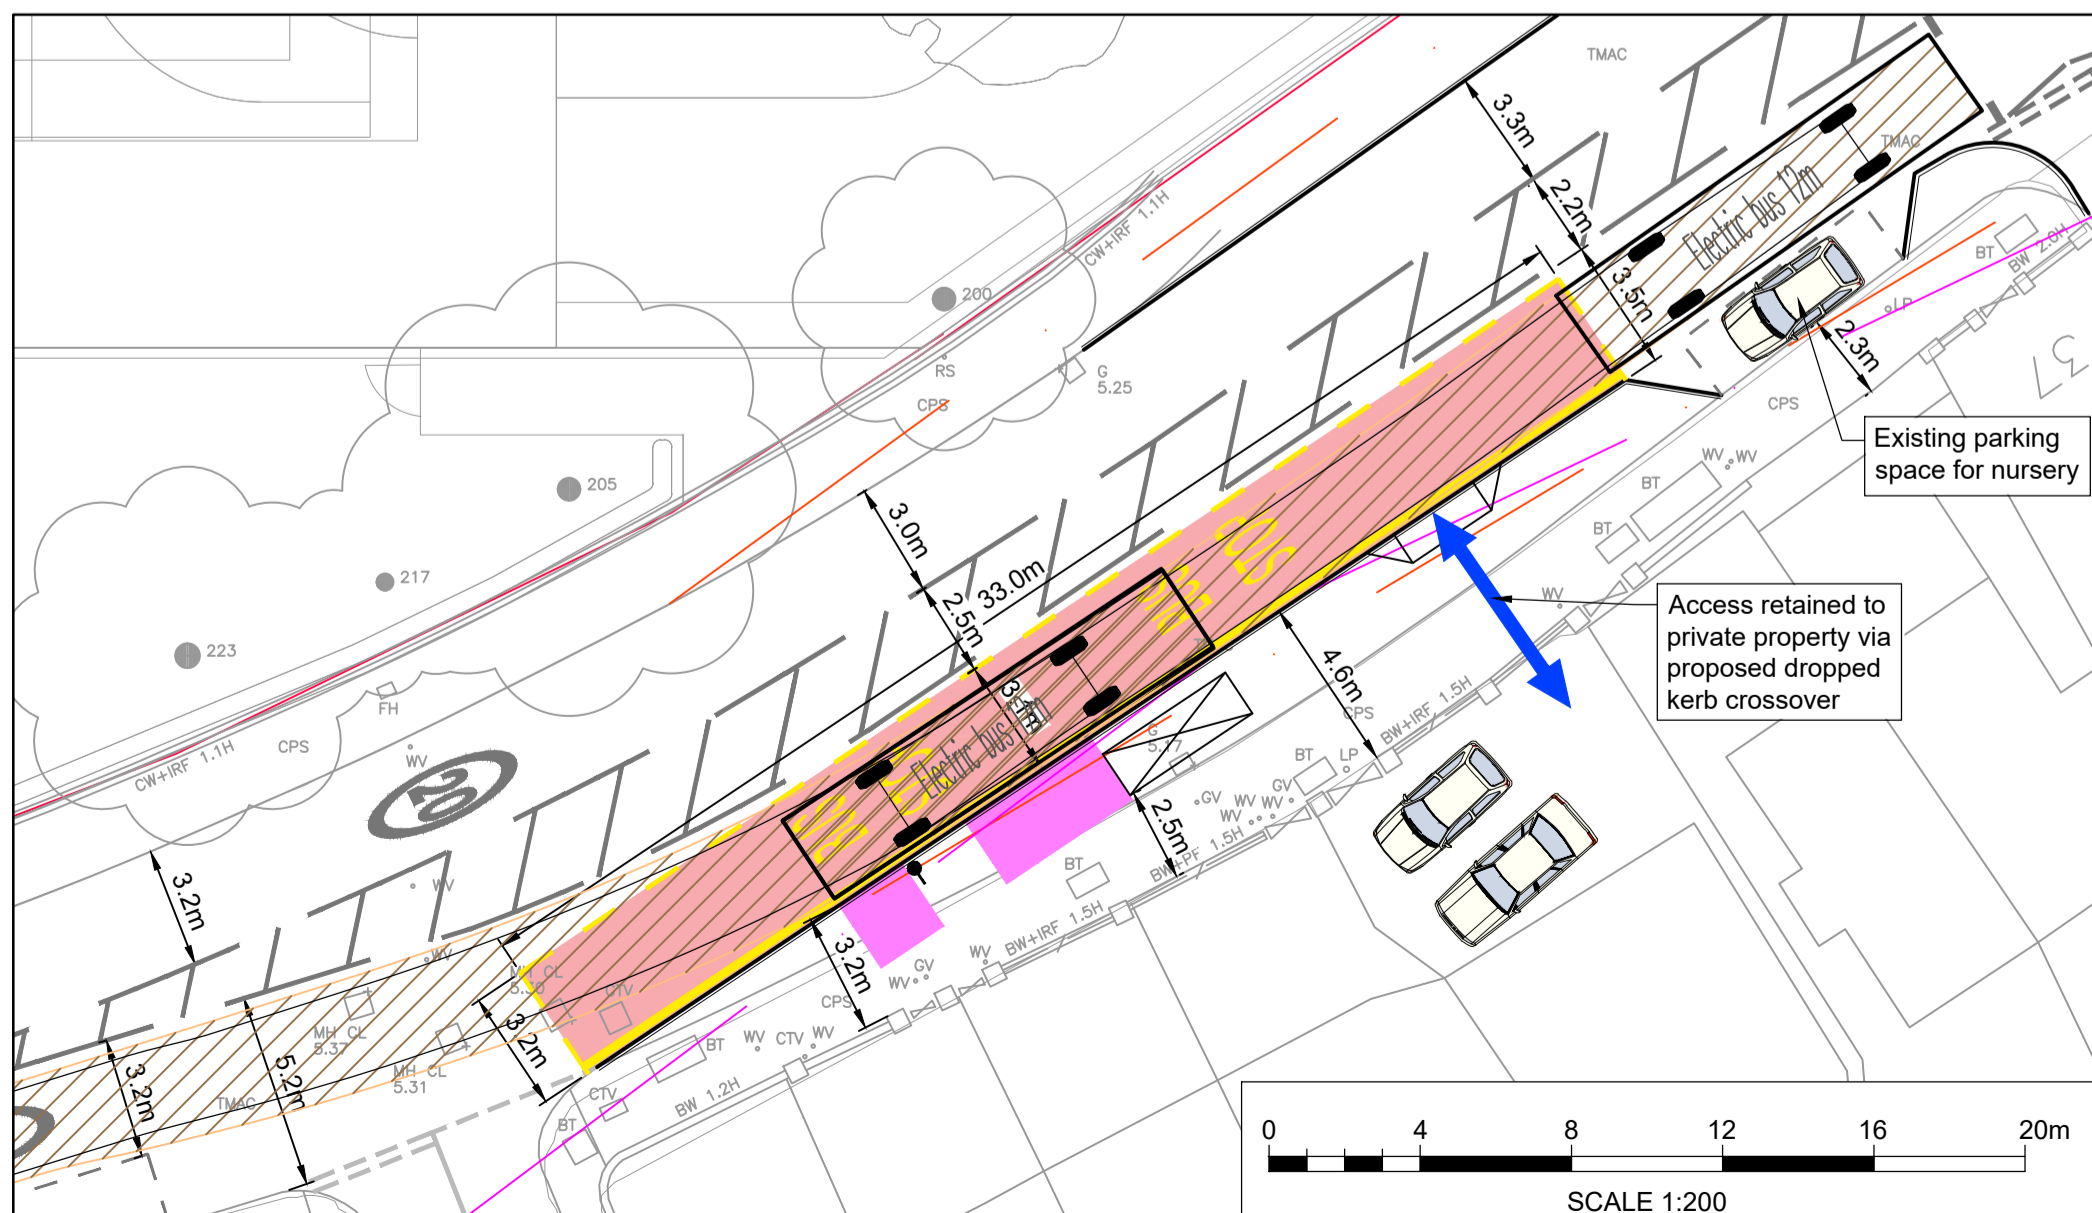 TMAC
3.3m
TMAC
Electric bus 12m
2.2m
CW+IRF 1.1H
BT
BW 2.0H
200
3.5m
LP
2.3m
37
RS
G
5.25
CPS
CPS
Existing parking
space for nursery
WV
WV
BT
205
BT
3.0m
33.0m
BUS
217
2.5m
WV
Access retained to
private property via
proposed dropped
kerb crossover
223
4.6m
FH
3.1m
BW+IRF 1.5H
CPS
CPS
CW+IRF 1.1H
WV
G
5.17
BT
LP
Electric bus
20
GV
GV
WV
WV
WV
2.5m
BW+PF 1.5H
BT
3.2m
WV
BW+IRF 1.5H
WV
3.2m
WV
GV
WV
MH CL
5.30
CTV
CPS
3.2m
MH CL
5.37
BT
WV
CTV
WV
5.2m
MH CL
5.31
3.2m
TMAC
CTV
BW 1.2H
BT
0
4
8
12
16
20m
SCALE 1:200